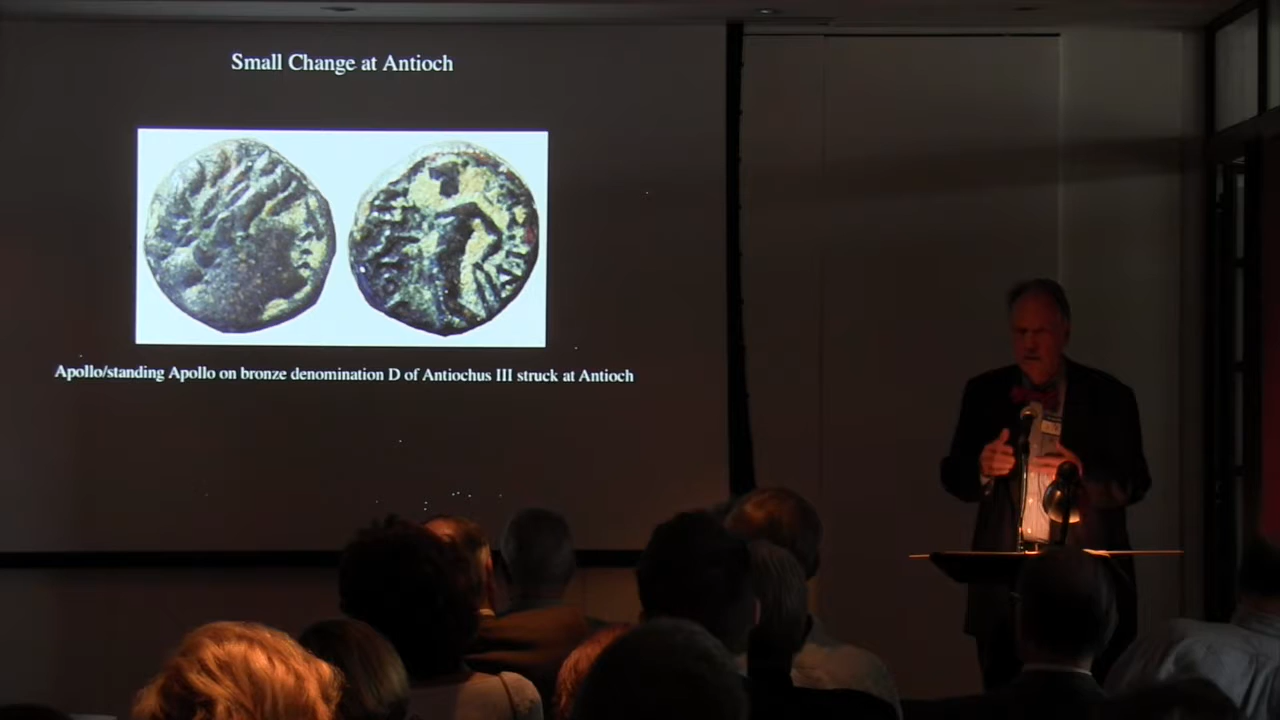 Small Change at Antioch
Apollo/standing Apollo on bronze denomination D of Antiochus III struck at Antioch